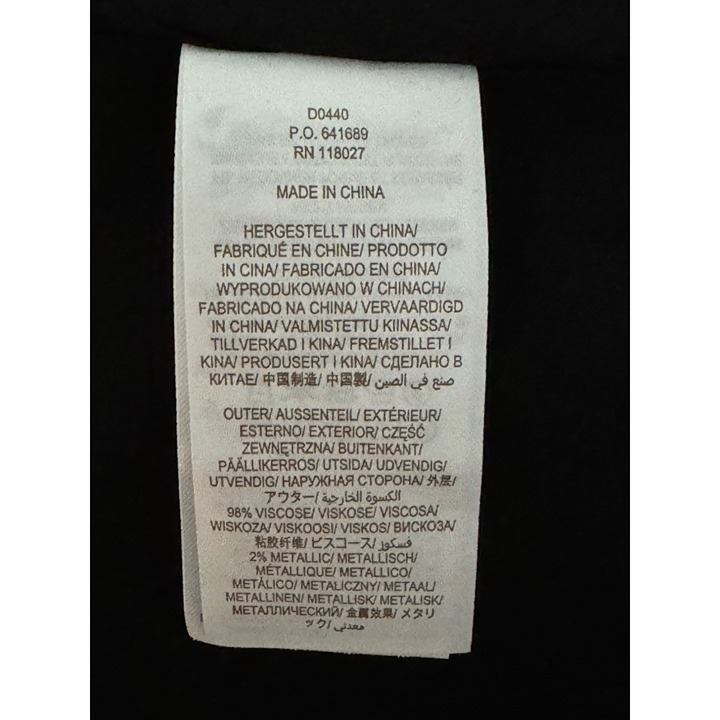 D0440
P.O. 641689
RN 118027
MADE IN CHINA
HERGESTELLT IN CHINA/
FABRIQUÉ EN CHINE/ PRODOTTO
IN CINA/ FABRICADO EN CHINA/
WYPRODUKOWANO W CHINACH/
FABRICADO NA CHINA/ VERVAARDIGD
IN CHINA/ VALMISTETTU KIINASSA/
TILLVERKAD I KINA/ FREMSTILLET I
KINA/ PRODUSERT I KINA/ СДЕЛАНО В
КИТАЕ/ 中国制造/ 中国製/ صنع في الصين
OUTER/ AUSSENTEIL/ EXTÉRIEUR/
ESTERNO/ EXTERIOR/ CZĘŚĆ
ZEWNĘTRZNA/ BUITENKANT/
PÄÄLLIKERROS/ UTSIDA/ UDVENDIG/
UTVENDIG/ НАРУЖНАЯ СТОРОНА/ 外层/
アウター/ الكسوة الخارجية
98% VISCOSE/ VISKOSE/ VISCOSA/
WISKOZA/ VISKOOSI/ VISKOS/ ВИСКОЗА/
粘胶纤维/ ビスコース/ فسكوز
2% METALLIC/ METALLISCH/
MÉTALLIQUE/ METALLICO/
METÁLICO/ METALICZNY/ METAAL/
METALLINEN/ METALLISK/ METALISK/
МЕТАЛЛИЧЕСКИЙ/ 金属效果/ メタリ
ック/ معدني